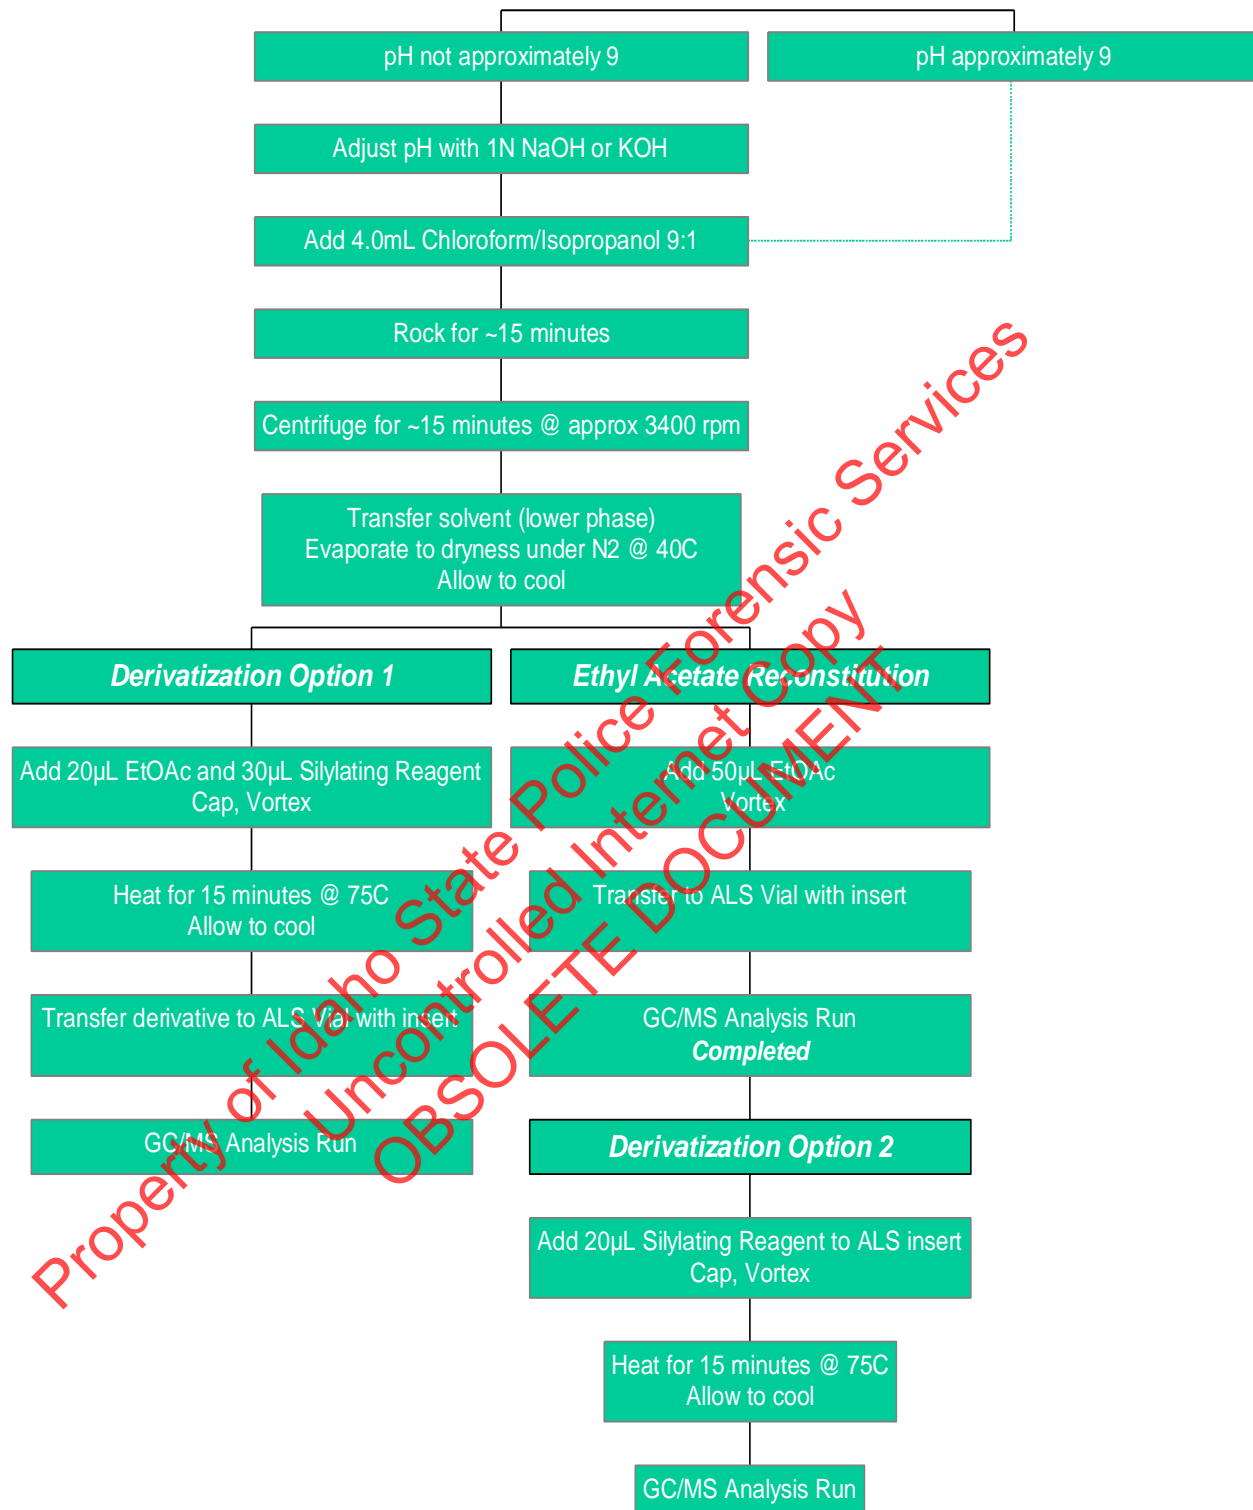 pH not approximately 9
pH approximately 9
Adjust pH with 1N NaOH or KOH
Add 4.0mL Chloroform/Isopropanol 9:1
Rock for ~15 minutes
Centrifuge for ~15 minutes @ approx 3400 rpm
Transfer solvent (lower phase)
Evaporate to dryness under N2 @ 40C
Allow to cool
Derivatization Option 1
Add 20µL EtOAc and 30µL Silylating Reagent
Cap, Vortex
Heat for 15 minutes @ 75C
Allow to cool
Transfer derivative to ALS Vial with insert
GC/MS Analysis Run
Ethyl Acetate Reconstitution
Add 50µL EtOAc
Vortex
Transfer to ALS Vial with insert
GC/MS Analysis Run
Completed
Derivatization Option 2
Add 20µL Silylating Reagent to ALS insert
Cap, Vortex
Heat for 15 minutes @ 75C
Allow to cool
GC/MS Analysis Run
Property of Idaho State Police Forensic Services
Uncontrolled Internet Copy
OBSOLETE DOCUMENT